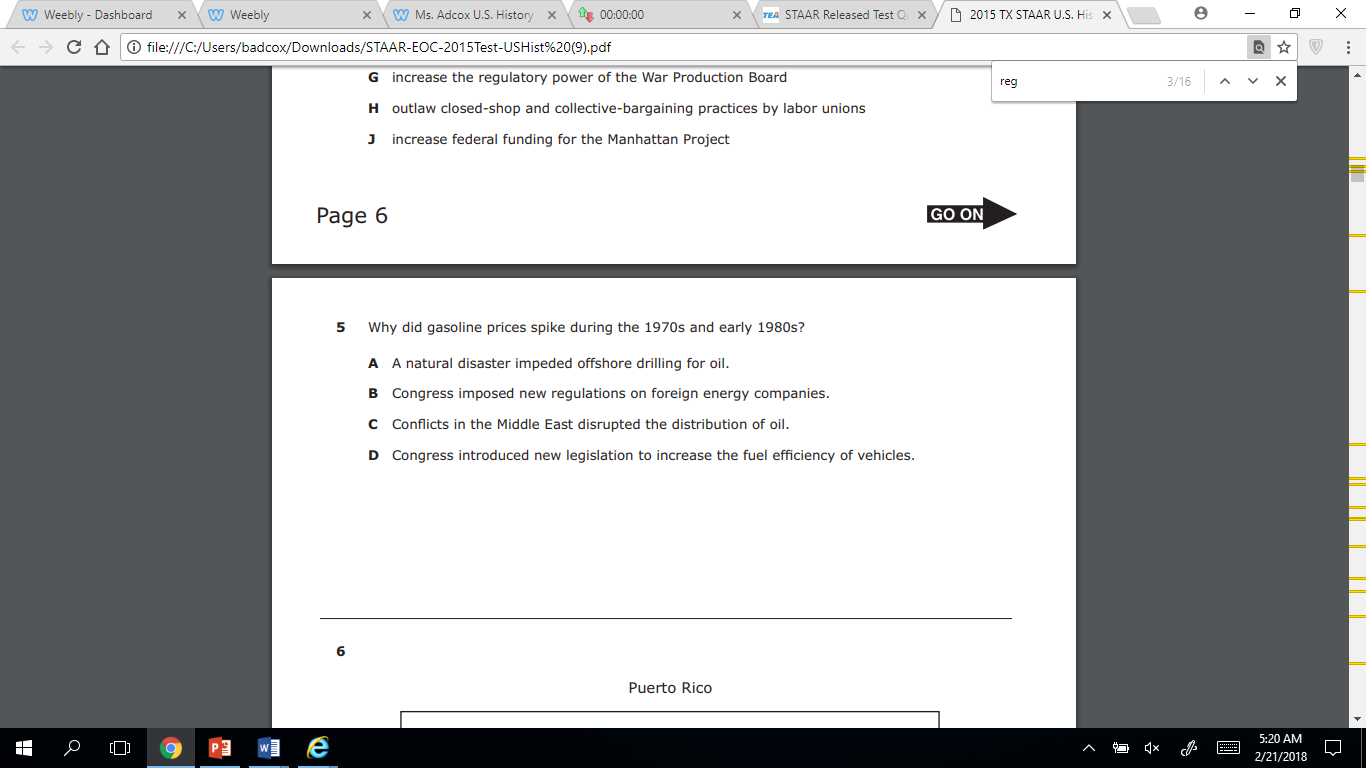 Weebly - Dashboard
Weebly
Ms. Adcox U.S. History
00:00:00
TEA STAAR Released Test Q
2015 TX STAAR U.S. His
file:///C:/Users/badcox/Downloads/STAAR-EOC-2015Test-USHist%20(9).pdf
reg 3/16
G increase the regulatory power of the War Production Board
H outlaw closed-shop and collective-bargaining practices by labor unions
J increase federal funding for the Manhattan Project
Page 6
GO ON
5 Why did gasoline prices spike during the 1970s and early 1980s?
A A natural disaster impeded offshore drilling for oil.
B Congress imposed new regulations on foreign energy companies.
C Conflicts in the Middle East disrupted the distribution of oil.
D Congress introduced new legislation to increase the fuel efficiency of vehicles.
6
Puerto Rico
5:20 AM
2/21/2018